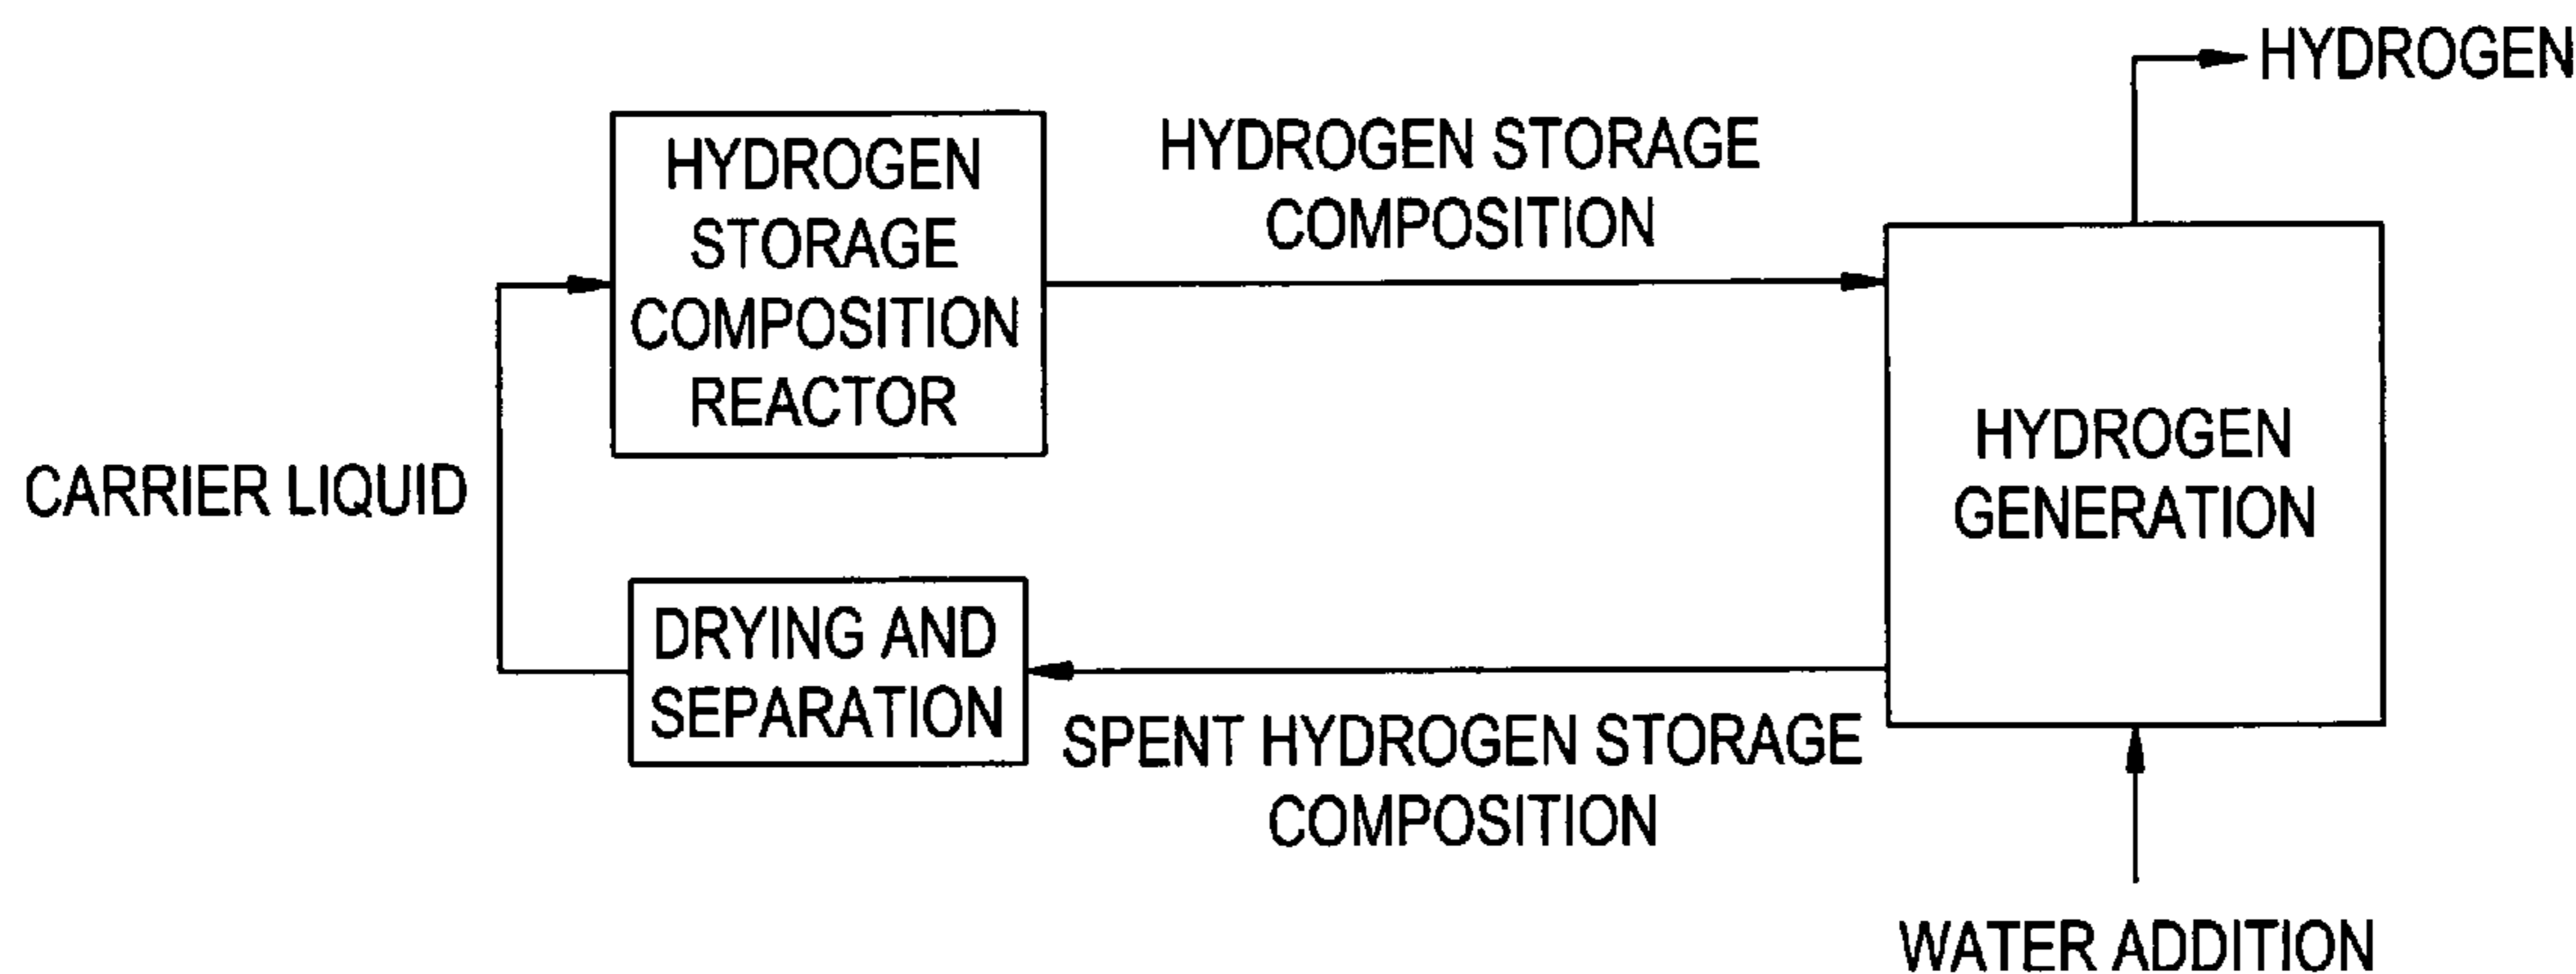 HYDROGEN
HYDROGEN
STORAGE
COMPOSITION
REACTOR
HYDROGEN STORAGE
COMPOSITION
HYDROGEN
GENERATION
CARRIER LIQUID
DRYING AND
SEPARATION
SPENT HYDROGEN STORAGE
COMPOSITION
WATER ADDITION